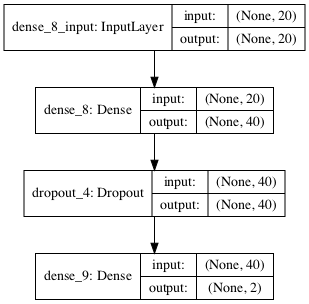 dense_8_input: InputLayer
input: (None, 20)
output: (None, 20)
dense_8: Dense
input: (None, 20)
output: (None, 40)
dropout_4: Dropout
input: (None, 40)
output: (None, 40)
dense_9: Dense
input: (None, 40)
output: (None, 2)